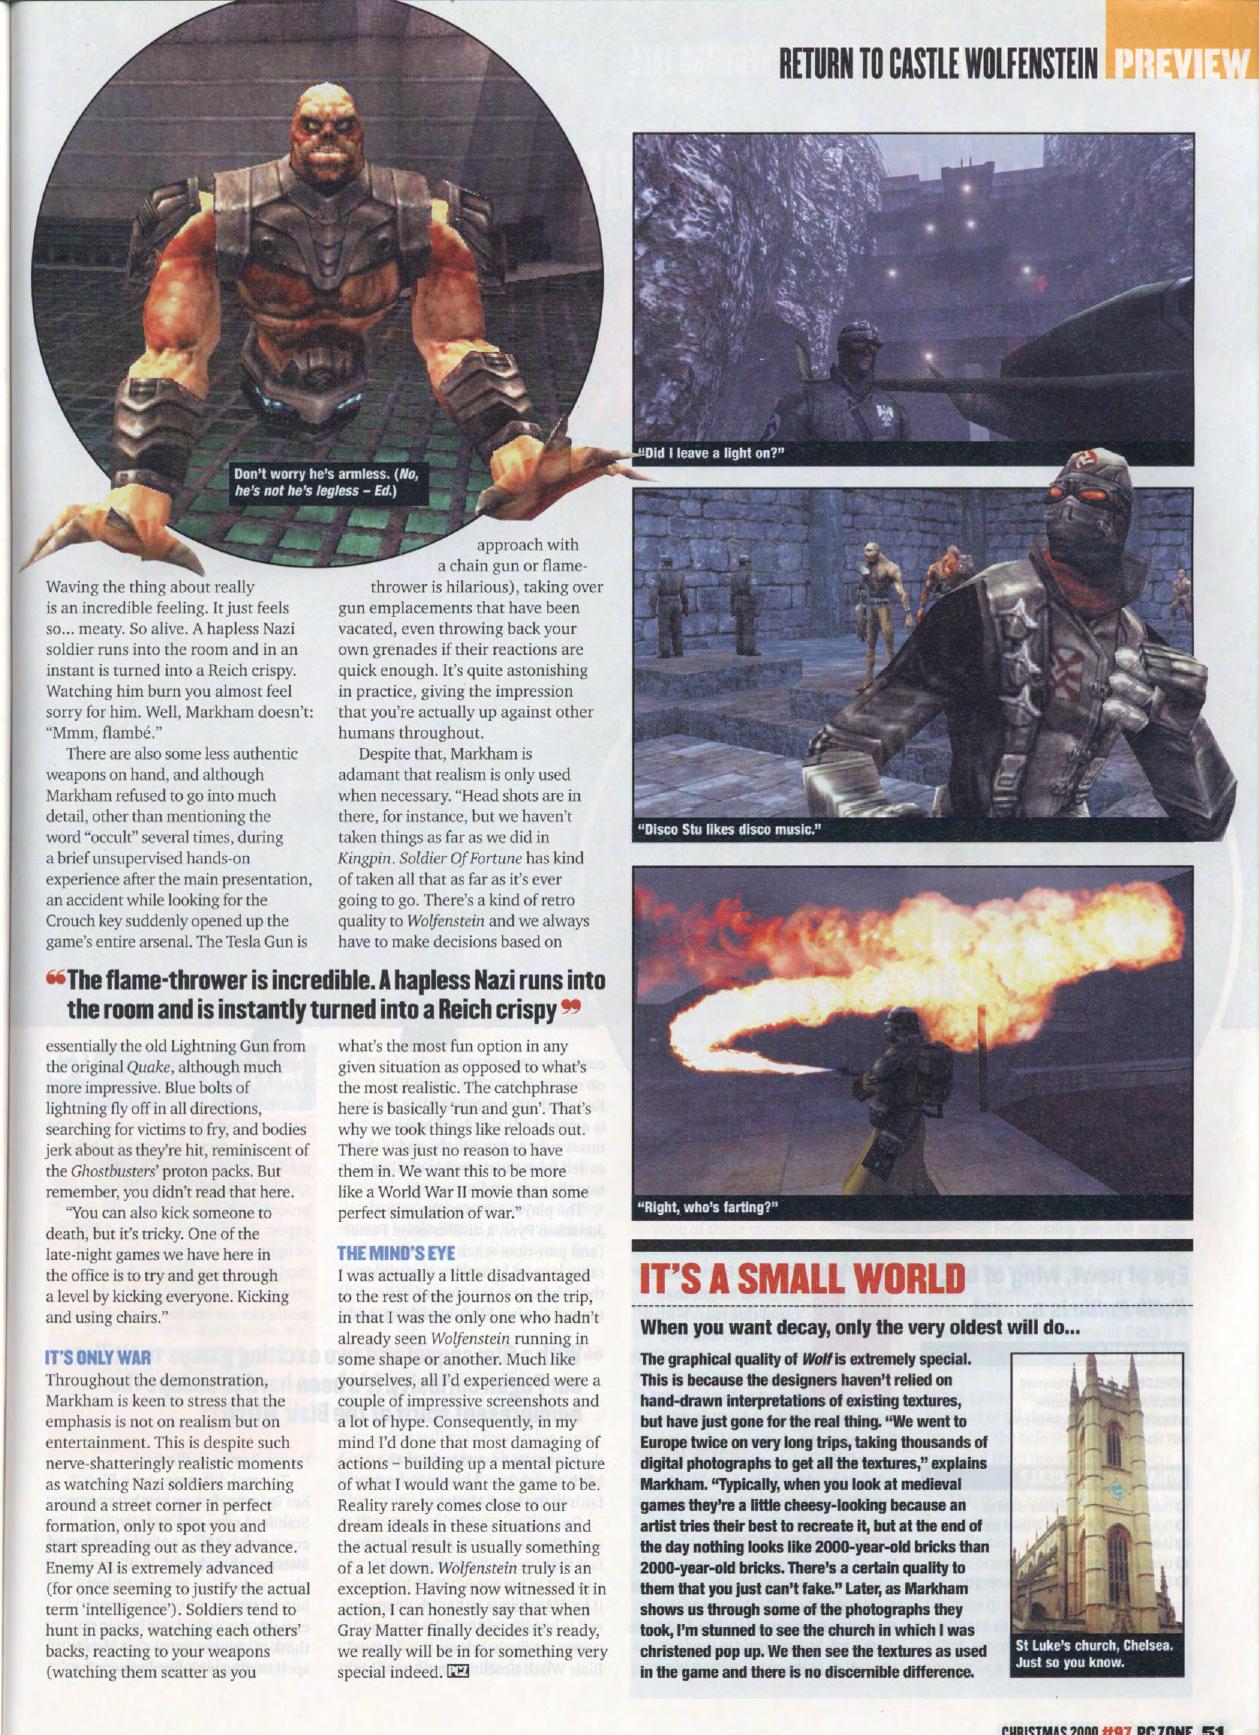 RETURN TO CASTLE WOLFENSTEIN PREVIEW
Don't worry he's armless. (No,
he's not he's legless – Ed.)
"Did I leave a light on?"
"Disco Stu likes disco music."
"Right, who's farting?"
Waving the thing about really
is an incredible feeling. It just feels
so... meaty. So alive. A hapless Nazi
soldier runs into the room and in an
instant is turned into a Reich crispy.
Watching him burn you almost feel
sorry for him. Well, Markham doesn't:
"Mmm, flambé."
There are also some less authentic
weapons on hand, and although
Markham refused to go into much
detail, other than mentioning the
word "occult" several times, during
a brief unsupervised hands-on
experience after the main presentation,
an accident while looking for the
Crouch key suddenly opened up the
game's entire arsenal. The Tesla Gun is
essentially the old Lightning Gun from
the original Quake, although much
more impressive. Blue bolts of
lightning fly off in all directions,
searching for victims to fry, and bodies
jerk about as they're hit, reminiscent of
the Ghostbusters' proton packs. But
remember, you didn't read that here.
"You can also kick someone to
death, but it's tricky. One of the
late-night games we have here in
the office is to try and get through
a level by kicking everyone. Kicking
and using chairs."
IT'S ONLY WAR
Throughout the demonstration,
Markham is keen to stress that the
emphasis is not on realism but on
entertainment. This is despite such
nerve-shatteringly realistic moments
as watching Nazi soldiers marching
around a street corner in perfect
formation, only to spot you and
start spreading out as they advance.
Enemy AI is extremely advanced
(for once seeming to justify the actual
term 'intelligence'). Soldiers tend to
hunt in packs, watching each others'
backs, reacting to your weapons
(watching them scatter as you
approach with
a chain gun or flame-
thrower is hilarious), taking over
gun emplacements that have been
vacated, even throwing back your
own grenades if their reactions are
quick enough. It's quite astonishing
in practice, giving the impression
that you're actually up against other
humans throughout.
Despite that, Markham is
adamant that realism is only used
when necessary. "Head shots are in
there, for instance, but we haven't
taken things as far as we did in
Kingpin. Soldier Of Fortune has kind
of taken all that as far as it's ever
going to go. There's a kind of retro
quality to Wolfenstein and we always
have to make decisions based on
what's the most fun option in any
given situation as opposed to what's
the most realistic. The catchphrase
here is basically 'run and gun'. That's
why we took things like reloads out.
There was just no reason to have
them in. We want this to be more
like a World War II movie than some
perfect simulation of war."
THE MIND'S EYE
I was actually a little disadvantaged
to the rest of the journos on the trip,
in that I was the only one who hadn't
already seen Wolfenstein running in
some shape or another. Much like
yourselves, all I'd experienced were a
couple of impressive screenshots and
a lot of hype. Consequently, in my
mind I'd done that most damaging of
actions – building up a mental picture
of what I would want the game to be.
Reality rarely comes close to our
dream ideals in these situations and
the actual result is usually something
of a let down. Wolfenstein truly is an
exception. Having now witnessed it in
action, I can honestly say that when
Gray Matter finally decides it's ready,
we really will be in for something very
special indeed. PCZ
“The flame-thrower is incredible. A hapless Nazi runs into
the room and is instantly turned into a Reich crispy”
IT'S A SMALL WORLD
When you want decay, only the very oldest will do...
The graphical quality of Wolf is extremely special.
This is because the designers haven't relied on
hand-drawn interpretations of existing textures,
but have just gone for the real thing. "We went to
Europe twice on very long trips, taking thousands of
digital photographs to get all the textures," explains
Markham. "Typically, when you look at medieval
games they're a little cheesy-looking because an
artist tries their best to recreate it, but at the end of
the day nothing looks like 2000-year-old bricks than
2000-year-old bricks. There's a certain quality to
them that you just can't fake." Later, as Markham
shows us through some of the photographs they
took, I'm stunned to see the church in which I was
christened pop up. We then see the textures as used
in the game and there is no discernible difference.
St Luke's church, Chelsea.
Just so you know.
CHRISTMAS 2000 #97 PC ZONE 51